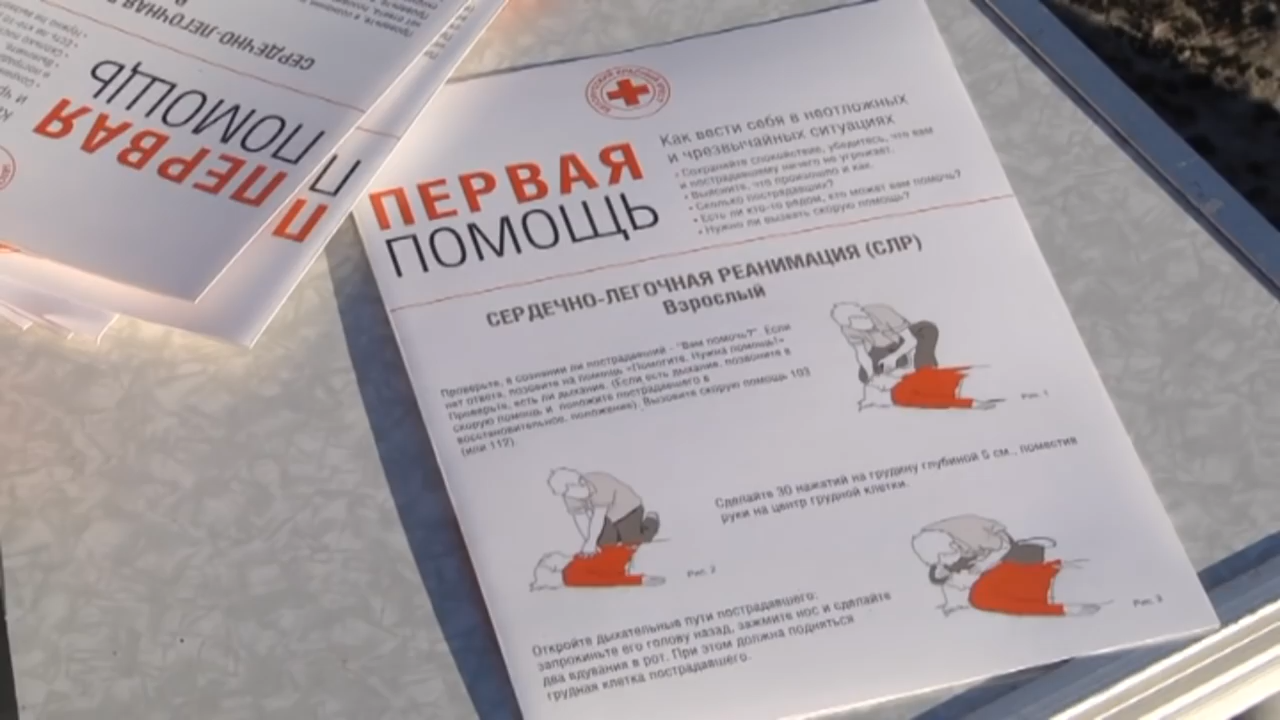 БЕЛОРУССКИЙ КРАСНЫЙ КРЕСТ
ПЕРВАЯ
ПОМОЩЬ
Как вести себя в неотложных
и чрезвычайных ситуациях
• Сохраняйте спокойствие, убедитесь, что вам
и пострадавшему ничего не угрожает.
• Выясните, что произошло и как.
• Сколько пострадавших?
• Есть ли кто-то рядом, кто может вам помочь?
• Нужно ли вызвать скорую помощь?
СЕРДЕЧНО-ЛЕГОЧНАЯ РЕАНИМАЦИЯ (СЛР)
Взрослый
Проверьте, в сознании ли пострадавший - "Вам помочь?". Если
нет ответа, позовите на помощь «Помогите. Нужна помощь!»
Проверьте, есть ли дыхание. (Если есть дыхание, позвоните в
скорую помощь и положите пострадавшего в
восстановительное положение). Вызовите скорую помощь 103
(или 112).
Рис. 1
Сделайте 30 нажатий на грудину глубиной 5 см., поместив
руки на центр грудной клетки.
Рис. 2
Откройте дыхательные пути пострадавшего:
запрокиньте его голову назад, зажмите нос и сделайте
два вдувания в рот. При этом должна подняться
грудная клетка пострадавшего.
Рис. 3
ПЕРВАЯ
ПОМОЩЬ
СЕРДЕЧНО-ЛЕГОЧНАЯ
П
П